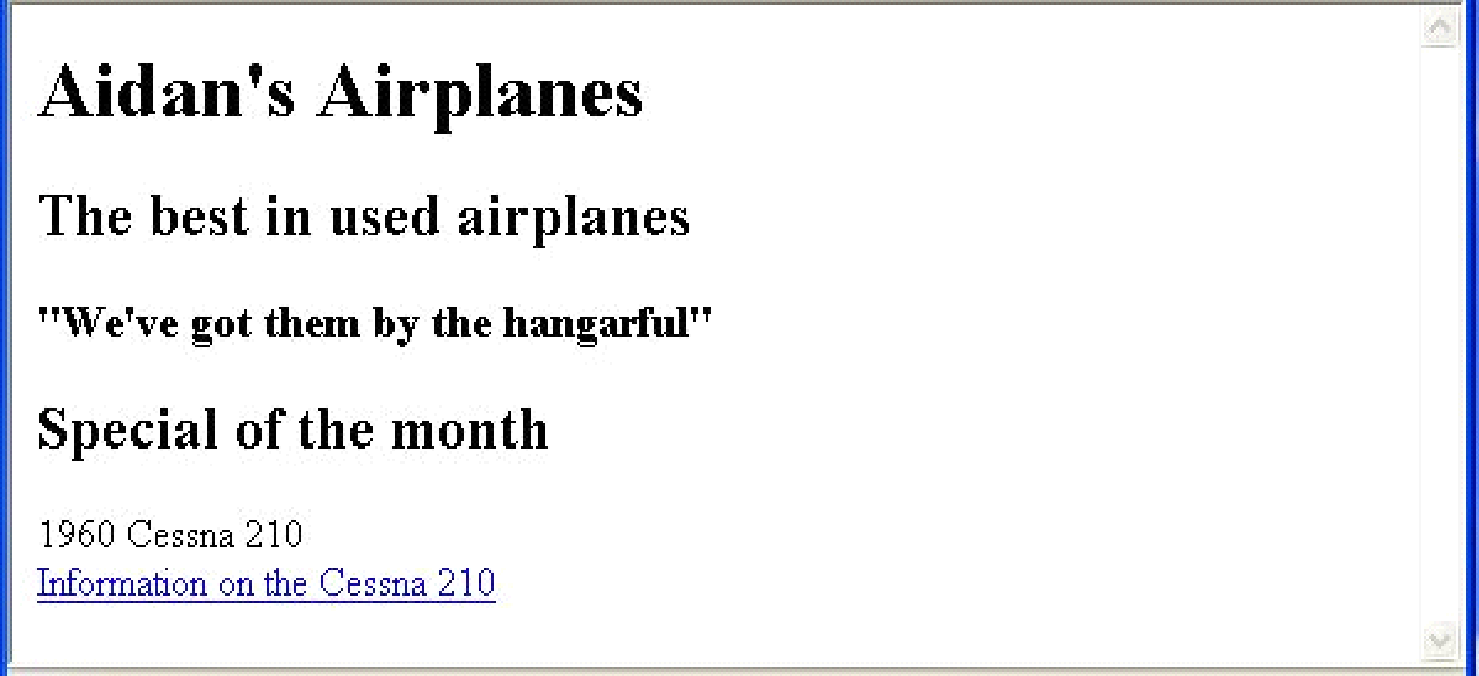 Aidan's Airplanes
The best in used airplanes
"We've got them by the hangarful"
Special of the month
1960 Cessna 210
Information on the Cessna 210